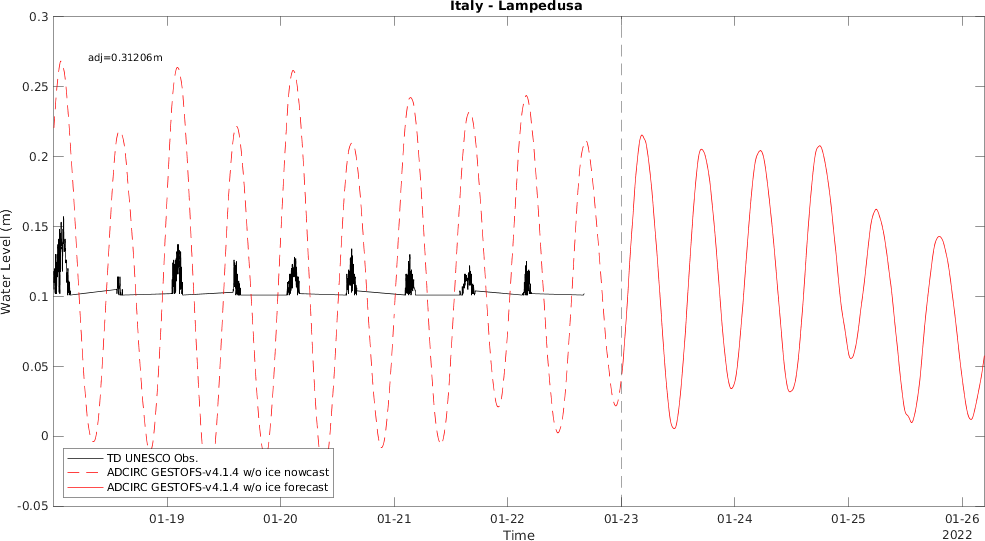 Italy - Lampedusa
adj=0.31206m
0.3
0.25
0.2
0.15
0.1
0.05
0
-0.05
Water Level (m)
TD UNESCO Obs.
ADCIRC GESTOFS-v4.1.4 w/o ice nowcast
ADCIRC GESTOFS-v4.1.4 w/o ice forecast
01-19 01-20 01-21 01-22 01-23 01-24 01-25 01-26
2022
Time